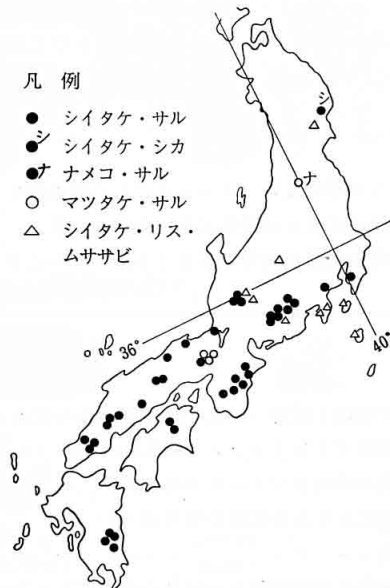 凡 例
● シイタケ・サル
●シ シイタケ・シカ
●ナ ナメコ・サル
○ マツタケ・サル
△ シイタケ・リス・
ムササビ
シ
ナ
36°
40°